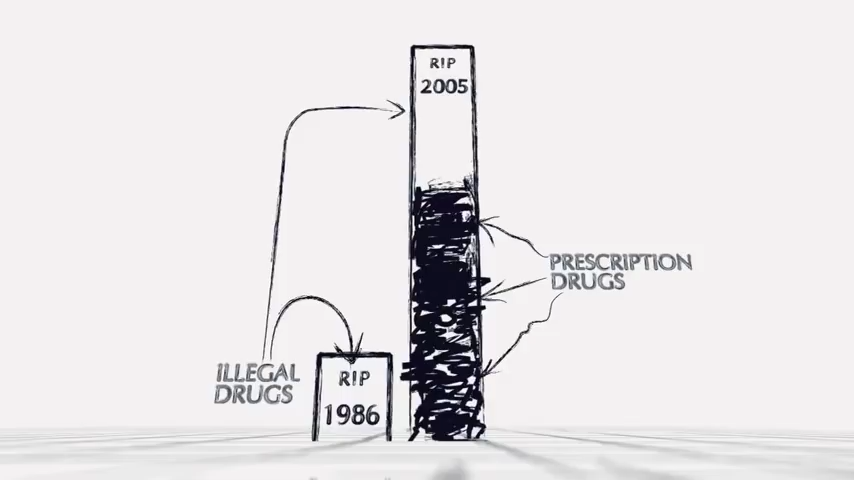 RIP
2005
PRESCRIPTION
DRUGS
ILLEGAL
DRUGS
RIP
1986